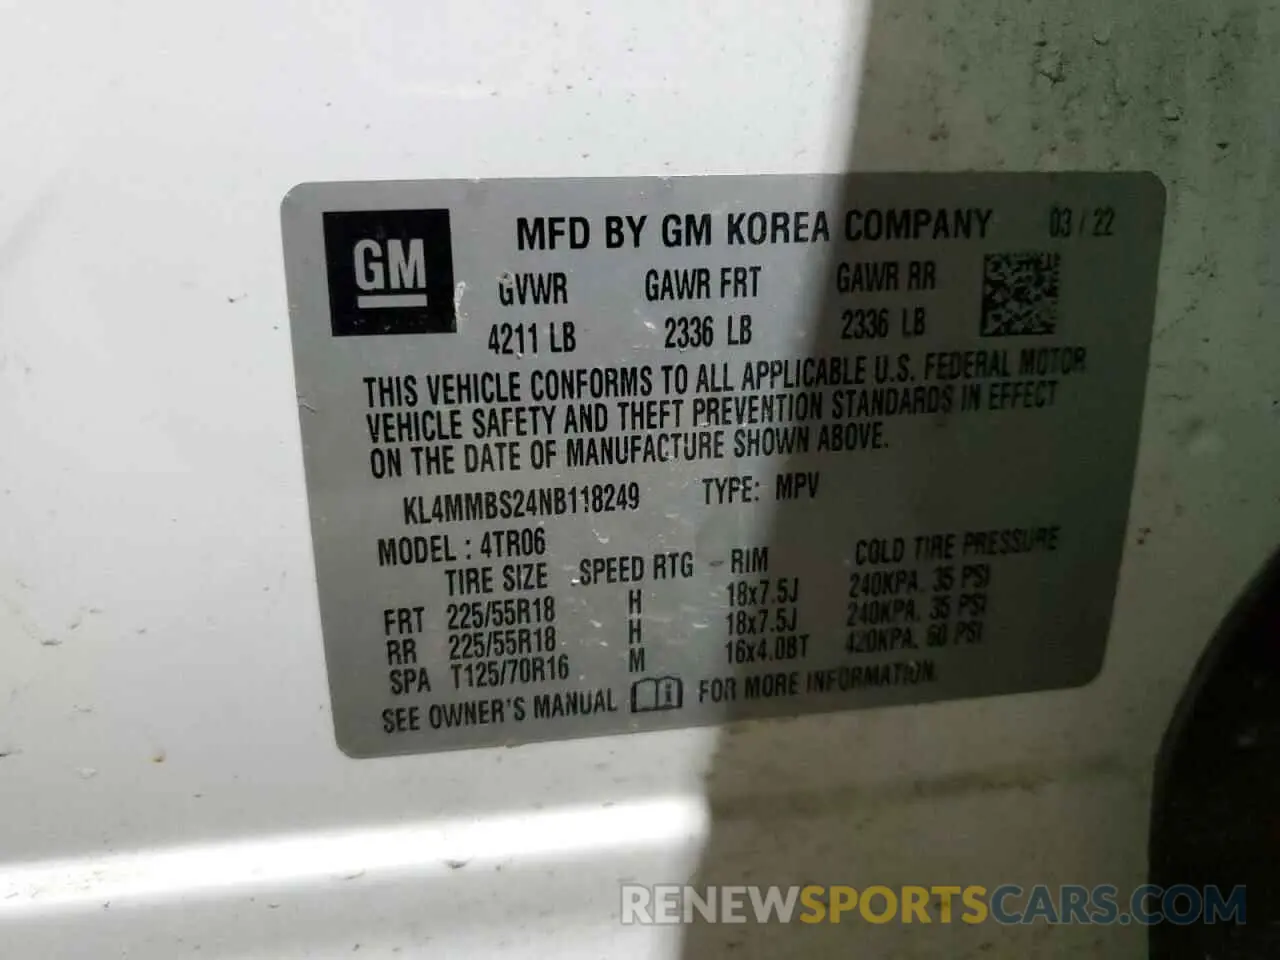 GM
MFD BY GM KOREA COMPANY 03 / 22
GVWR GAWR FRT GAWR RR
4211 LB 2336 LB 2336 LB
THIS VEHICLE CONFORMS TO ALL APPLICABLE U.S. FEDERAL MOTOR
VEHICLE SAFETY AND THEFT PREVENTION STANDARDS IN EFFECT
ON THE DATE OF MANUFACTURE SHOWN ABOVE.
KL4MMBS24NB118249 TYPE: MPV
MODEL : 4TR06
TIRE SIZE SPEED RTG RIM COLD TIRE PRESSURE
FRT 225/55R18 H 18x7.5J 240KPA. 35 PSI
RR 225/55R18 H 18x7.5J 240KPA. 35 PSI
SPA T125/70R16 M 16x4.0BT 420KPA. 60 PSI
SEE OWNER'S MANUAL FOR MORE INFORMATION.
RENEWSPORTSCARS.COM